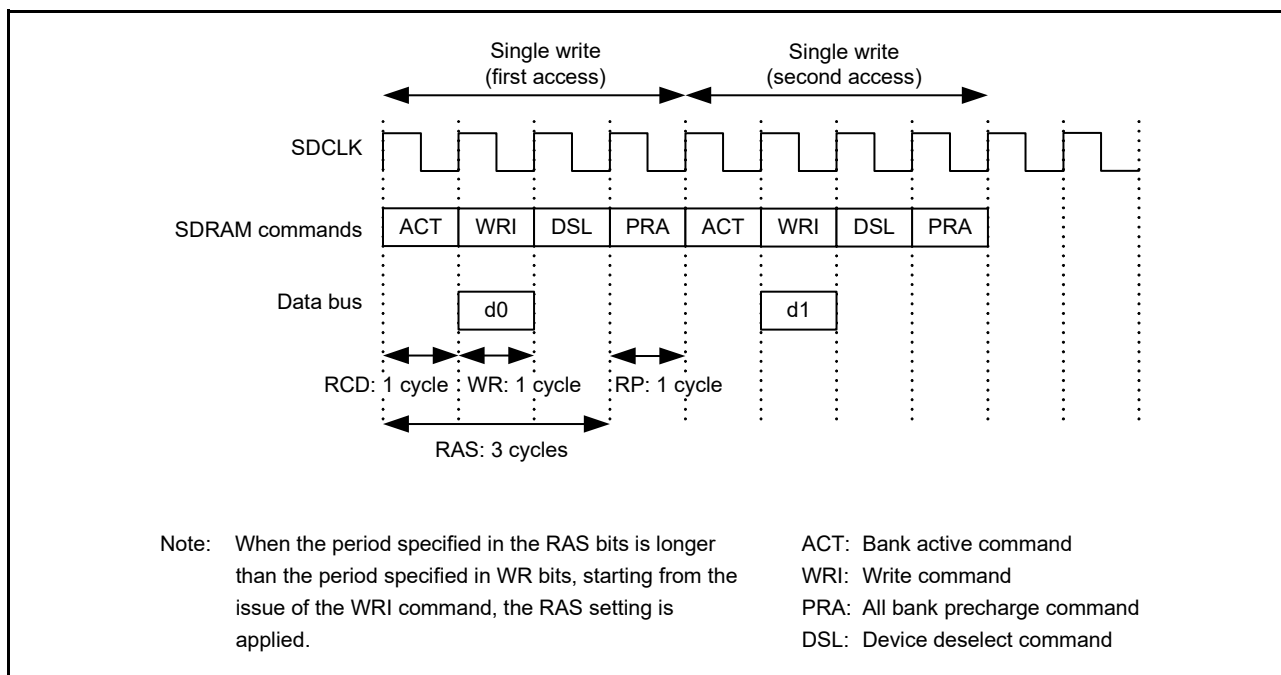 Single write
(first access)
Single write
(second access)
SDCLK
SDRAM commands
ACT WRI DSL PRA ACT WRI DSL PRA
Data bus
d0 d1
RCD: 1 cycle WR: 1 cycle RP: 1 cycle
RAS: 3 cycles
Note: When the period specified in the RAS bits is longer
than the period specified in WR bits, starting from the
issue of the WRI command, the RAS setting is
applied.
ACT: Bank active command
WRI: Write command
PRA: All bank precharge command
DSL: Device deselect command